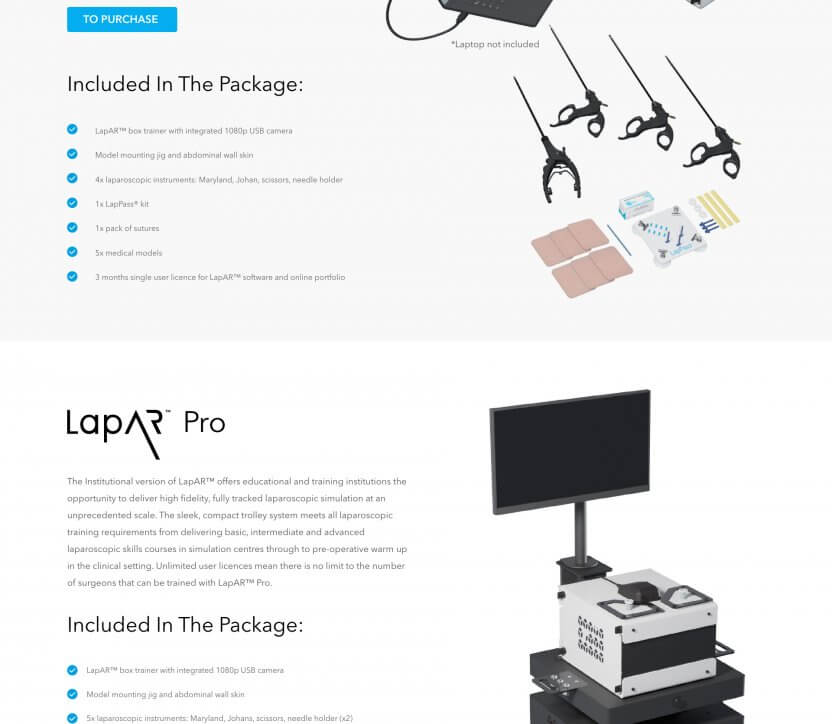 TO PURCHASE
*Laptop not included
Included In The Package:
LapAR™ box trainer with integrated 1080p USB camera
Model mounting jig and abdominal wall skin
4x laparoscopic instruments: Maryland, Johan, scissors, needle holder
1x LapPass® kit
1x pack of sutures
5x medical models
3 months single user licence for LapAR™ software and online portfolio
LapAR™ Pro
The Institutional version of LapAR™ offers educational and training institutions the
opportunity to deliver high fidelity, fully tracked laparoscopic simulation at an
unprecedented scale. The sleek, compact trolley system meets all laparoscopic
training requirements from delivering basic, intermediate and advanced
laparoscopic skills courses in simulation centres through to pre-operative warm up
in the clinical setting. Unlimited user licences mean there is no limit to the number
of surgeons that can be trained with LapAR™ Pro.
Included In The Package:
LapAR™ box trainer with integrated 1080p USB camera
Model mounting jig and abdominal wall skin
5x laparoscopic instruments: Maryland, Johans, scissors, needle holder (x2)